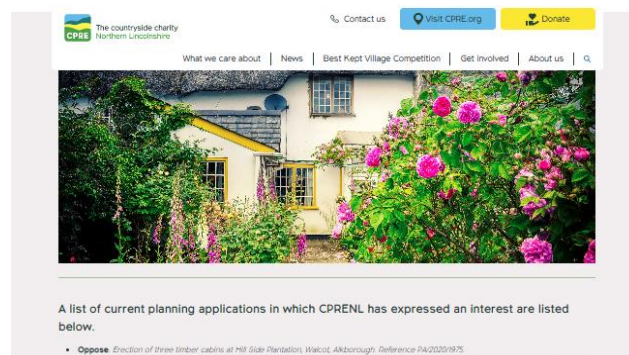 Contact us
Visit CPRE.org
Donate
CPRE
The countryside charity
Northern Lincolnshire
What we care about
News
Best Kept Village Competition
Get involved
About us
A list of current planning applications in which CPRENL has expressed an interest are listed
below.
Oppose. Erection of three timber cabins at Hill Side Plantation, Walcot, Alkborough. Reference PA/2020/1975.